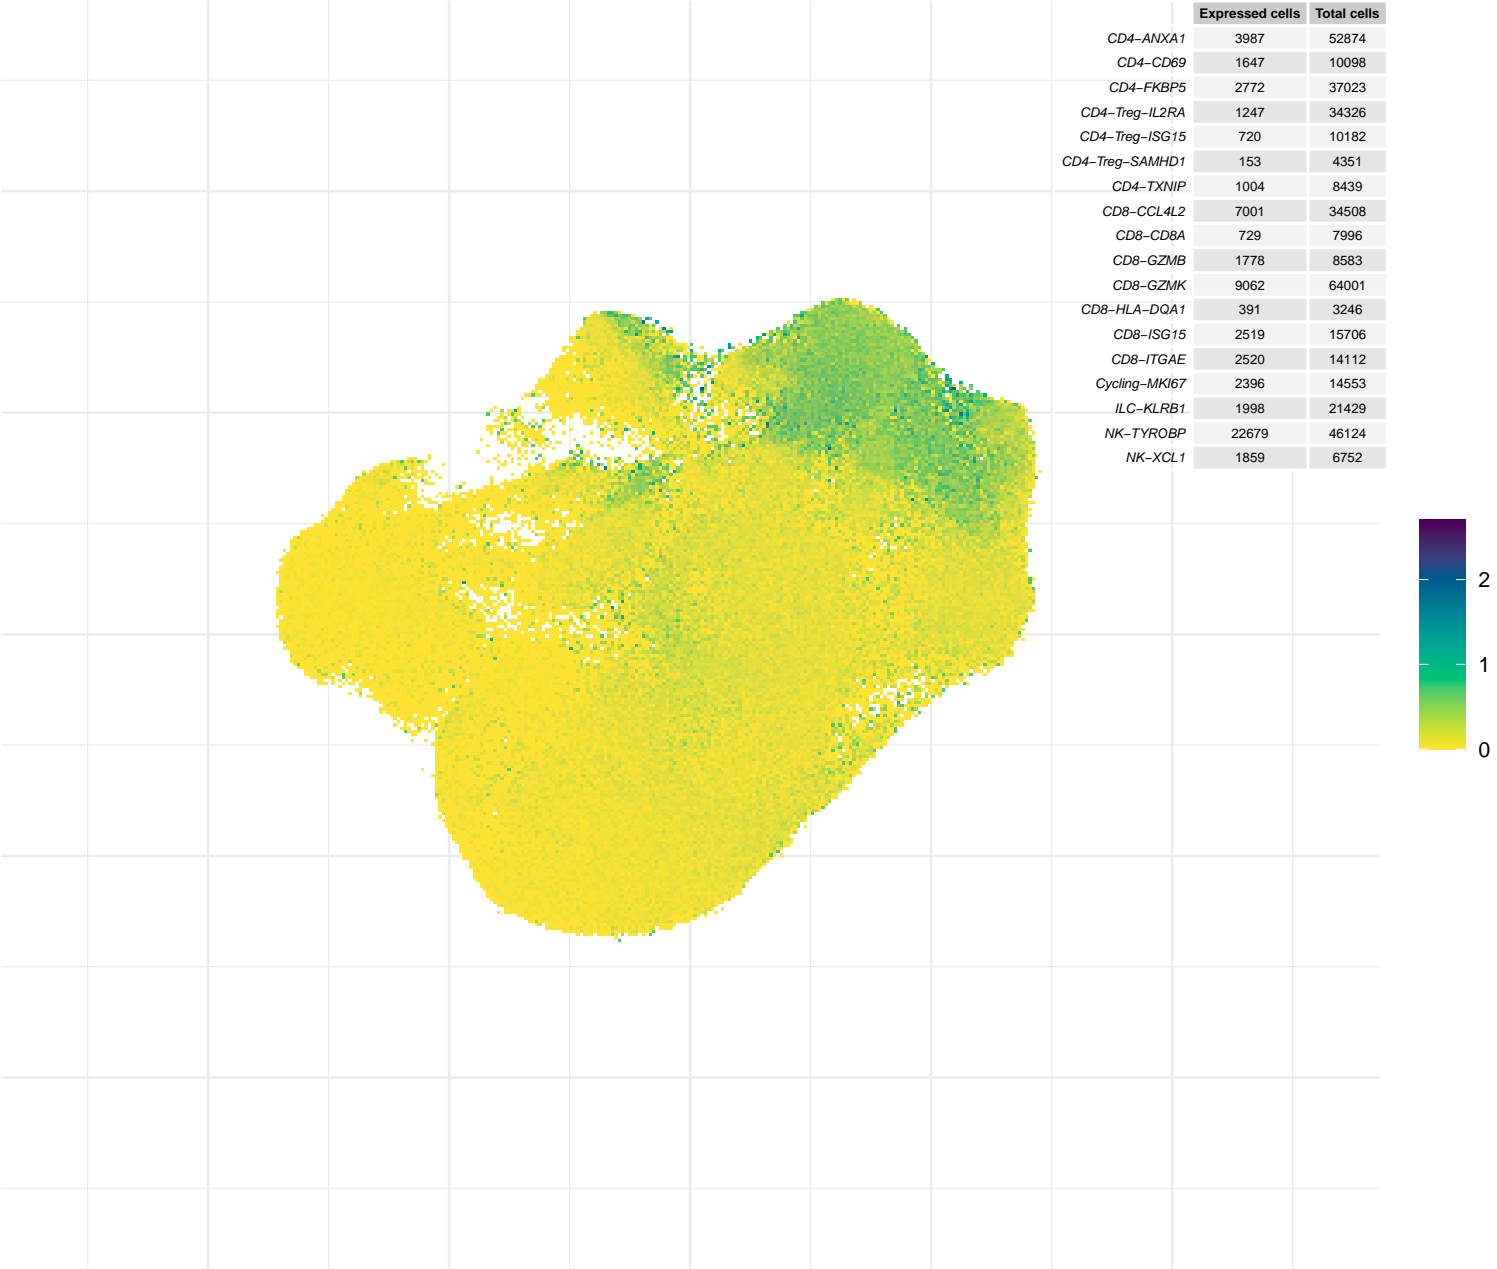 Expressed cells Total cells
CD4−ANXA1 3987 52874
CD4−CD69 1647 10098
CD4−FKBP5 2772 37023
CD4−Treg−IL2RA 1247 34326
CD4−Treg−ISG15 720 10182
CD4−Treg−SAMHD1 153 4351
CD4−TXNIP 1004 8439
CD8−CCL4L2 7001 34508
CD8−CD8A 729 7996
CD8−GZMB 1778 8583
CD8−GZMK 9062 64001
CD8−HLA−DQA1 391 3246
CD8−ISG15 2519 15706
CD8−ITGAE 2520 14112
Cycling−MKI67 2396 14553
ILC−KLRB1 1998 21429
NK−TYROBP 22679 46124
NK−XCL1 1859 6752
2
1
0